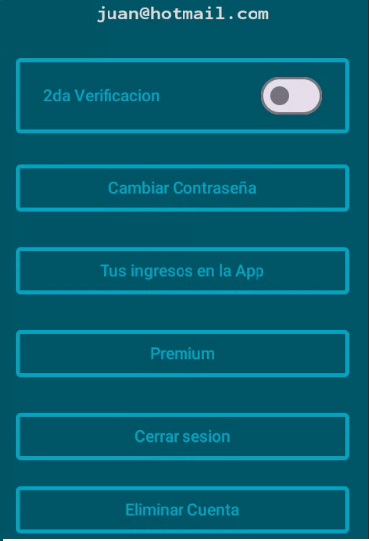 juan@hotmail.com
2da Verificacion
Cambiar Contraseña
Tus ingresos en la App
Premium
Cerrar sesion
Eliminar Cuenta